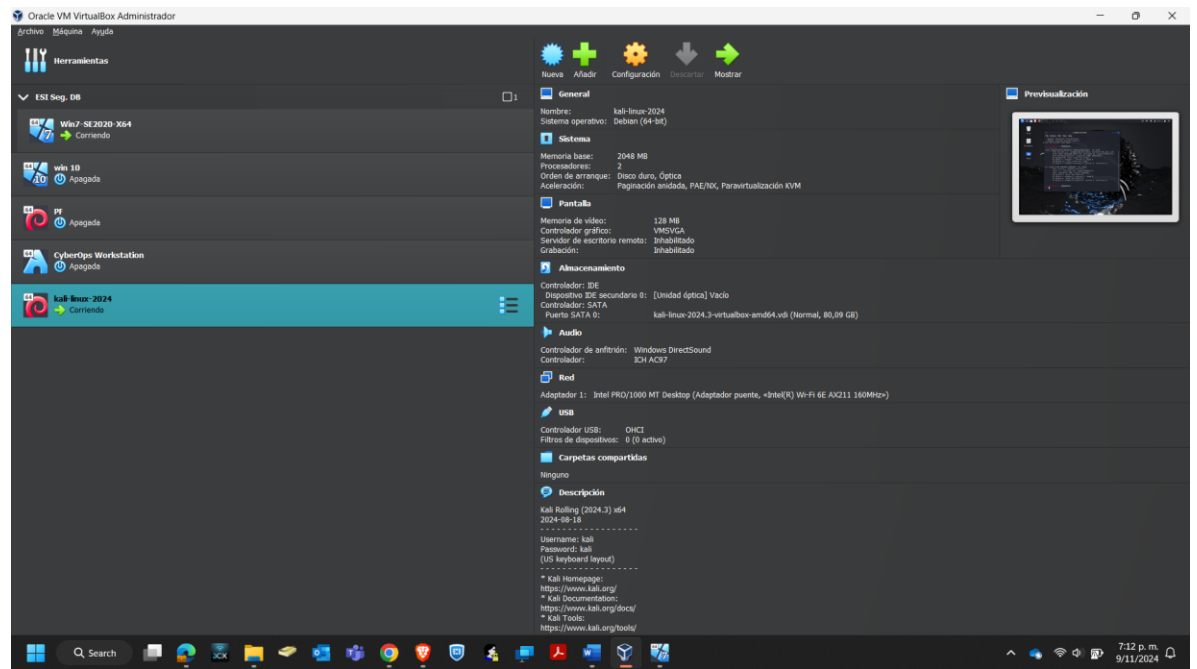 Oracle VM VirtualBox Administrador
Archivo Máquina Ayuda
Herramientas
Nueva Añadir Configuración Descartar Mostrar
ESI Seg. DB 1
Win7-SE2020-X64
Corriendo
win 10
Apagada
PF
Apagada
CyberOps Workstation
Apagada
kali-linux-2024
Corriendo
General
Nombre: kali-linux-2024
Sistema operativo: Debian (64-bit)
Sistema
Memoria base: 2048 MB
Procesadores: 2
Orden de arranque: Disco duro, Óptica
Aceleración: Paginación anidada, PAE/NX, Paravirtualización KVM
Pantalla
Memoria de vídeo: 128 MB
Controlador gráfico: VMSVGA
Servidor de escritorio remoto: Inhabilitado
Grabación: Inhabilitado
Almacenamiento
Controlador: IDE
Dispositivo IDE secundario 0: [Unidad óptica] Vacío
Controlador: SATA
Puerto SATA 0: kali-linux-2024.3-virtualbox-amd64.vdi (Normal, 80,09 GB)
Audio
Controlador de anfitrión: Windows DirectSound
Controlador: ICH AC97
Red
Adaptador 1: Intel PRO/1000 MT Desktop (Adaptador puente, «Intel(R) Wi-Fi 6E AX211 160MHz»)
USB
Controlador USB: OHCI
Filtros de dispositivos: 0 (0 activo)
Carpetas compartidas
Ninguno
Descripción
Kali Rolling (2024.3) x64
2024-08-18
- - - - - - - - - - - - - - - - - -
Username: kali
Password: kali
(US keyboard layout)
- - - - - - - - - - - - - - - - - -
* Kali Homepage:
https://www.kali.org/
* Kali Documentation:
https://www.kali.org/docs/
* Kali Tools:
https://www.kali.org/tools/
Previsualización
Search
7:12 p. m.
9/11/2024